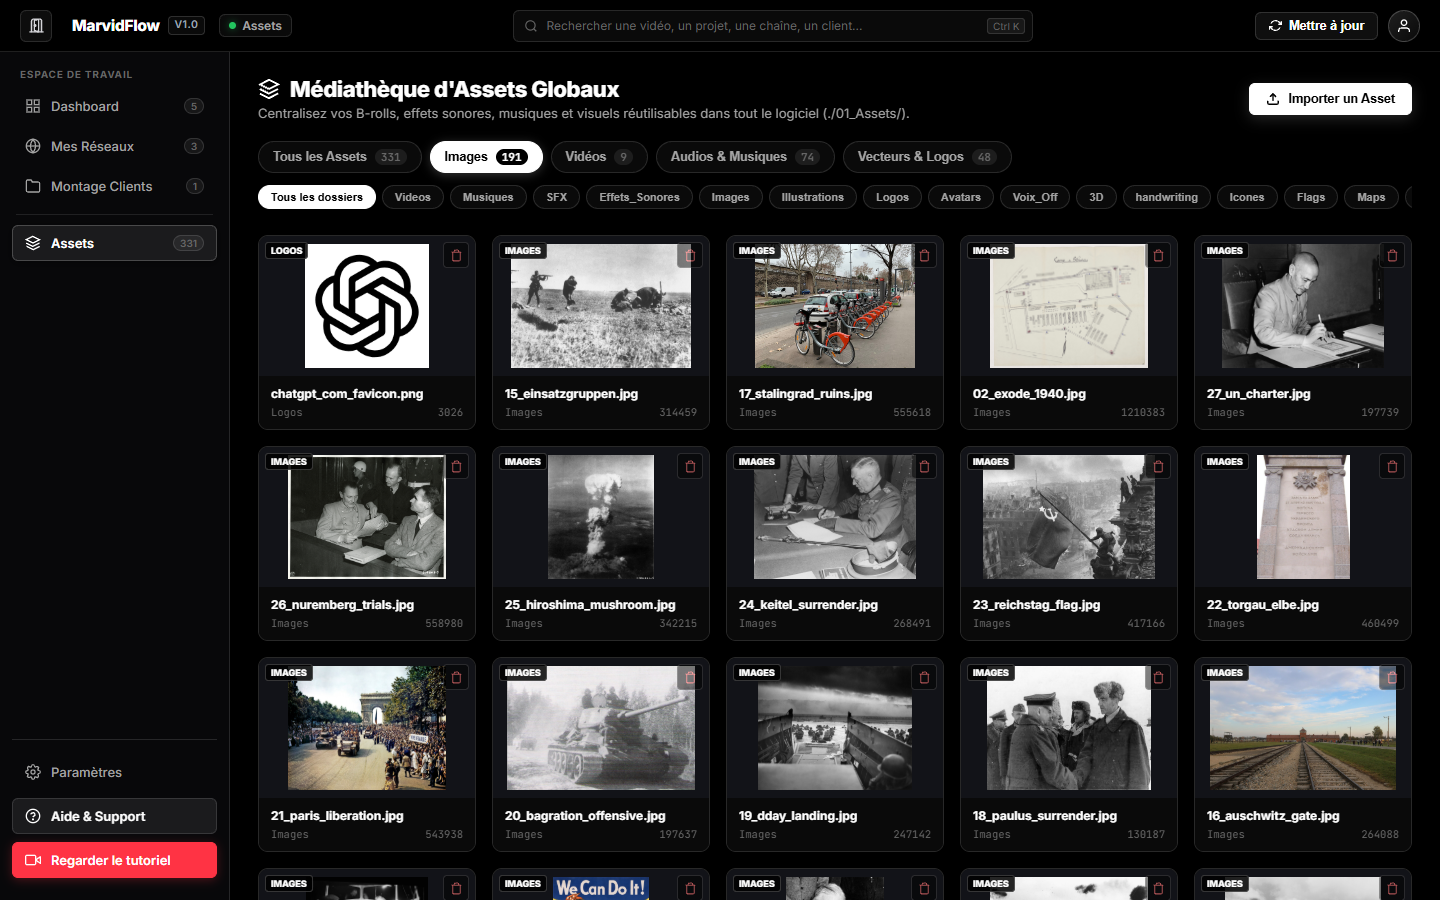 MarvidFlow V1.0 Assets
Rechercher une vidéo, un projet, une chaîne, un client... Ctrl K
Mettre à jour
ESPACE DE TRAVAIL
Dashboard 5
Mes Réseaux 3
Montage Clients 1
Assets 331
Paramètres
Aide & Support
Regarder le tutoriel
Médiathèque d'Assets Globaux
Centralisez vos B-rolls, effets sonores, musiques et visuels réutilisables dans tout le logiciel (./01_Assets/).
Importer un Asset
Tous les Assets 331 Images 191 Vidéos 9 Audios & Musiques 74 Vecteurs & Logos 48
Tous les dossiers Videos Musiques SFX Effets_Sonores Images Illustrations Logos Avatars Voix_Off 3D handwriting Icones Flags Maps
LOGOS IMAGES IMAGES IMAGES IMAGES
chatgpt_com_favicon.png 15_einsatzgruppen.jpg 17_stalingrad_ruins.jpg 02_exode_1940.jpg 27_un_charter.jpg
Logos 3026 Images 314459 Images 555618 Images 1210383 Images 197739
IMAGES IMAGES IMAGES IMAGES IMAGES
26_nuremberg_trials.jpg 25_hiroshima_mushroom.jpg 24_keitel_surrender.jpg 23_reichstag_flag.jpg 22_torgau_elbe.jpg
Images 558980 Images 342215 Images 268491 Images 417166 Images 460499
IMAGES IMAGES IMAGES IMAGES IMAGES
21_paris_liberation.jpg 20_bagration_offensive.jpg 19_dday_landing.jpg 18_paulus_surrender.jpg 16_auschwitz_gate.jpg
Images 543938 Images 197637 Images 247142 Images 130187 Images 264088
IMAGES IMAGES IMAGES IMAGES IMAGES
We Can Do It!